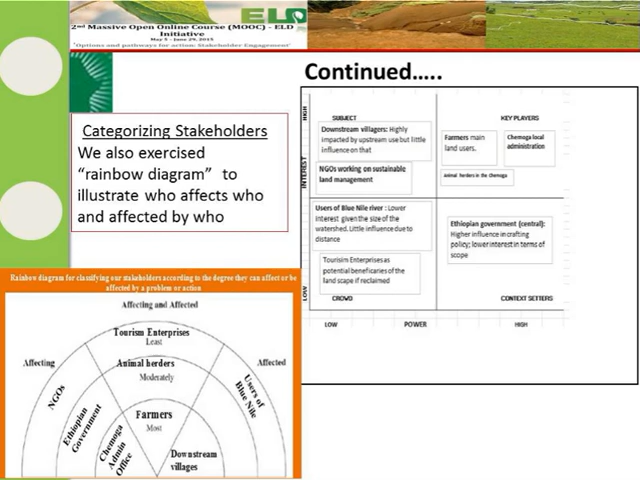 ELD
2nd Massive Open Online Course (MOOC) - ELD
Initiative
May 5 - June 29, 2015
"Options and pathways for action: Stakeholder Engagement"
Continued…..
Categorizing Stakeholders
We also exercised
“rainbow diagram” to
illustrate who affects who
and affected by who
HIGH
INTEREST
LOW
SUBJECT
Downstream villagers: Highly
impacted by upstream use but little
influence on that
NGOs working on sustainable
land management
KEY PLAYERS
Farmers main
land users.
Chemoga local
administration
Animal herders in the Chemoga
Users of Blue Nile river : Lower
interest given the size of the
watershed. Little influence due to
distance
Tourisim Enterprises as
potential beneficaries of the
land scape if reclaimed
CROWD
Ethiopian government (central):
Higher influence in crafting
policy; lower interest in terms of
scope
CONTEXT SETTERS
LOW
POWER
HIGH
Rainbow diagram for classifying our stakeholders according to the degree they can affect or be
affected by a problem or action
Affecting and Affected
Tourism Enterprises
Least
Affecting
Affected
Animal herders
Moderately
NGOs
Users of
Blue Nile
Ethiopian
Government
Farmers
Most
Chemoga
Admin
Office
Downstream
villages